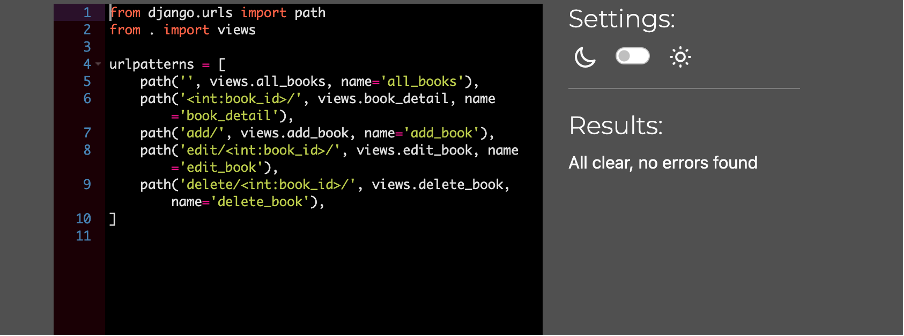 1 from django.urls import path
2 from . import views
3
4 urlpatterns = [
5 path('', views.all_books, name='all_books'),
6 path('<int:book_id>/', views.book_detail, name
='book_detail'),
7 path('add/', views.add_book, name='add_book'),
8 path('edit/<int:book_id>/', views.edit_book, name
='edit_book'),
9 path('delete/<int:book_id>/', views.delete_book,
name='delete_book'),
10 ]
11
Settings:
Results:
All clear, no errors found